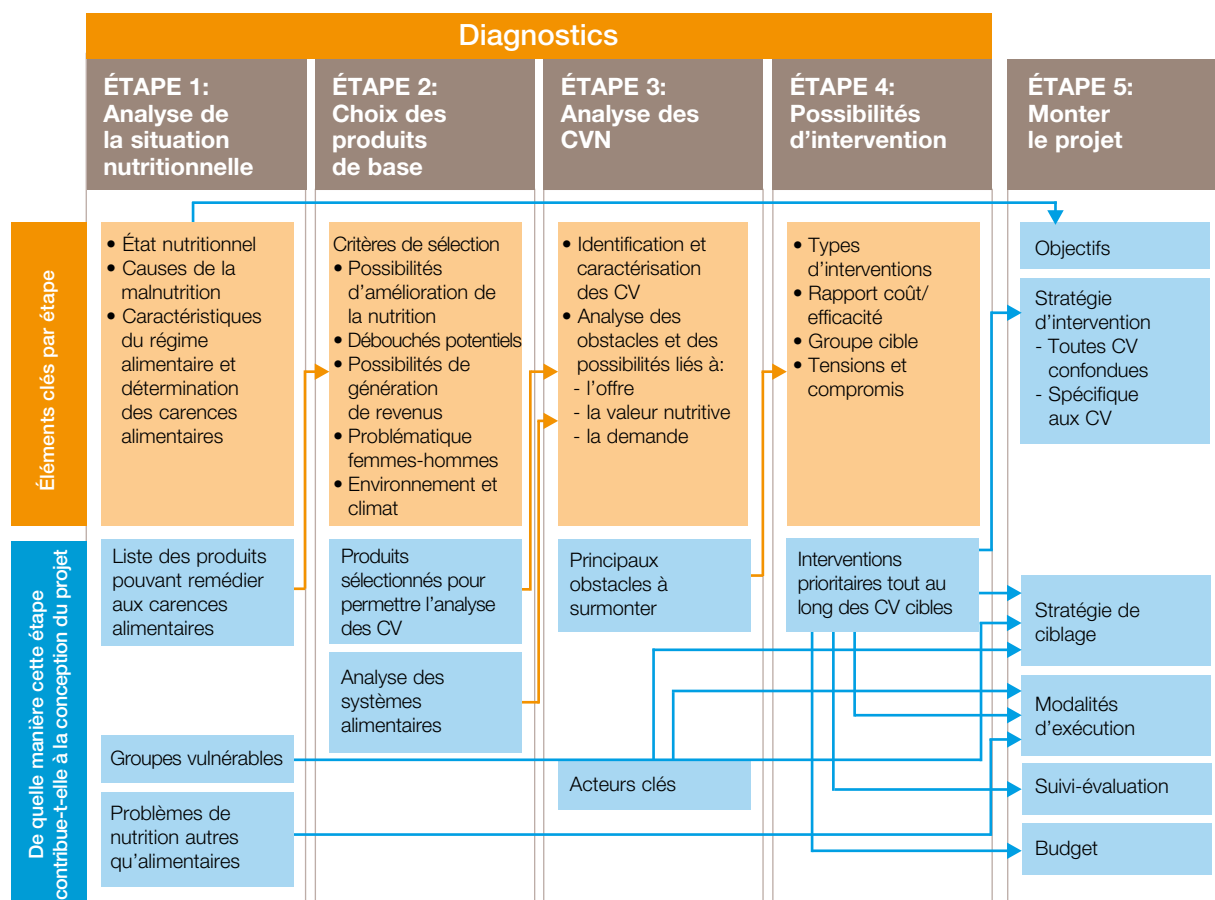 Diagnostics
ÉTAPE 1:
Analyse de
la situation
nutritionnelle
ÉTAPE 2:
Choix des
produits
de base
ÉTAPE 3:
Analyse des
CVN
ÉTAPE 4:
Possibilités
d'intervention
ÉTAPE 5:
Monter
le projet
Éléments clés par étape
• État nutritionnel
• Causes de la
malnutrition
• Caractéristiques
du régime
alimentaire et
détermination
des carences
alimentaires
Critères de sélection
• Possibilités
d'amélioration de
la nutrition
• Débouchés potentiels
• Possibilités de
génération
de revenus
• Problématique
femmes-hommes
• Environnement et
climat
• Identification et
caractérisation
des CV
• Analyse des
obstacles et des
possibilités liés à:
- l'offre
- la valeur nutritive
- la demande
• Types
d'interventions
• Rapport coût/
efficacité
• Groupe cible
• Tensions et
compromis
Objectifs
Stratégie
d'intervention
- Toutes CV
confondues
- Spécifique
aux CV
De quelle manière cette étape
contribue-t-elle à la conception du projet
Liste des produits
pouvant remédier
aux carences
alimentaires
Produits
sélectionnés pour
permettre l'analyse
des CV
Principaux
obstacles à
surmonter
Interventions
prioritaires tout au
long des CV cibles
Stratégie de
ciblage
Analyse des
systèmes
alimentaires
Modalités
d'exécution
Groupes vulnérables
Acteurs clés
Suivi-évaluation
Problèmes de
nutrition autres
qu'alimentaires
Budget